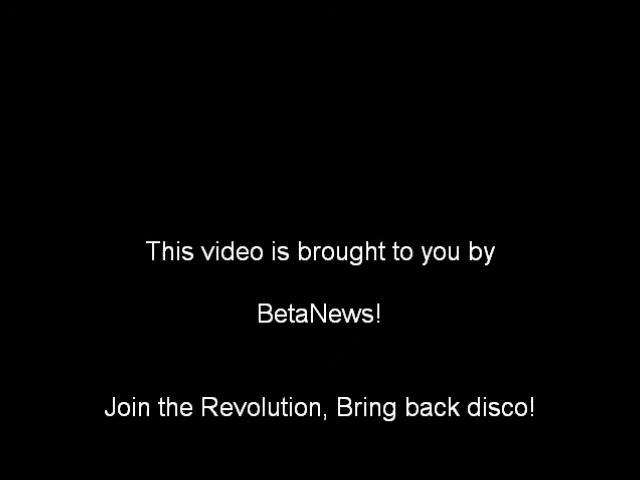 This video is brought to you by
BetaNews!
Join the Revolution, Bring back disco!